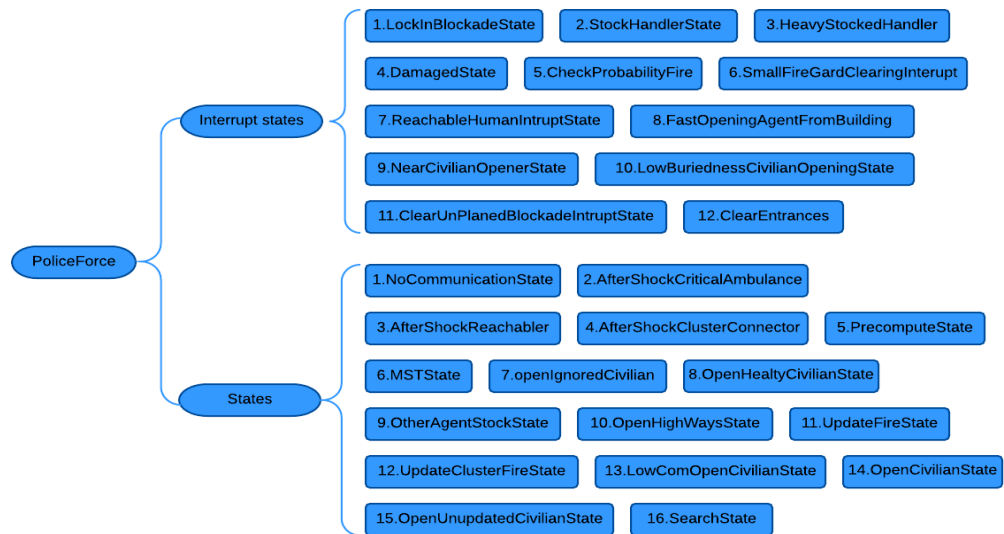 1.LockInBlockadeState 2.StockHandlerState 3.HeavyStockedHandler
4.DamagedState 5.CheckProbabilityFire 6.SmallFireGardClearingInterupt
Interrupt states
7.ReachableHumanIntruptState 8.FastOpeningAgentFromBuilding
9.NearCivilianOpenerState 10.LowBuriednessCivilianOpeningState
11.ClearUnPlanedBlockadeIntruptState 12.ClearEntrances
PoliceForce
1.NoCommunicationState 2.AfterShockCriticalAmbulance
3.AfterShockReachabler 4.AfterShockClusterConnector 5.PrecomputeState
6.MSTState 7.openIgnoredCivilian 8.OpenHealtyCivilianState
States
9.OtherAgentStockState 10.OpenHighWaysState 11.UpdateFireState
12.UpdateClusterFireState 13.LowComOpenCivilianState 14.OpenCivilianState
15.OpenUnupdatedCivilianState 16.SearchState